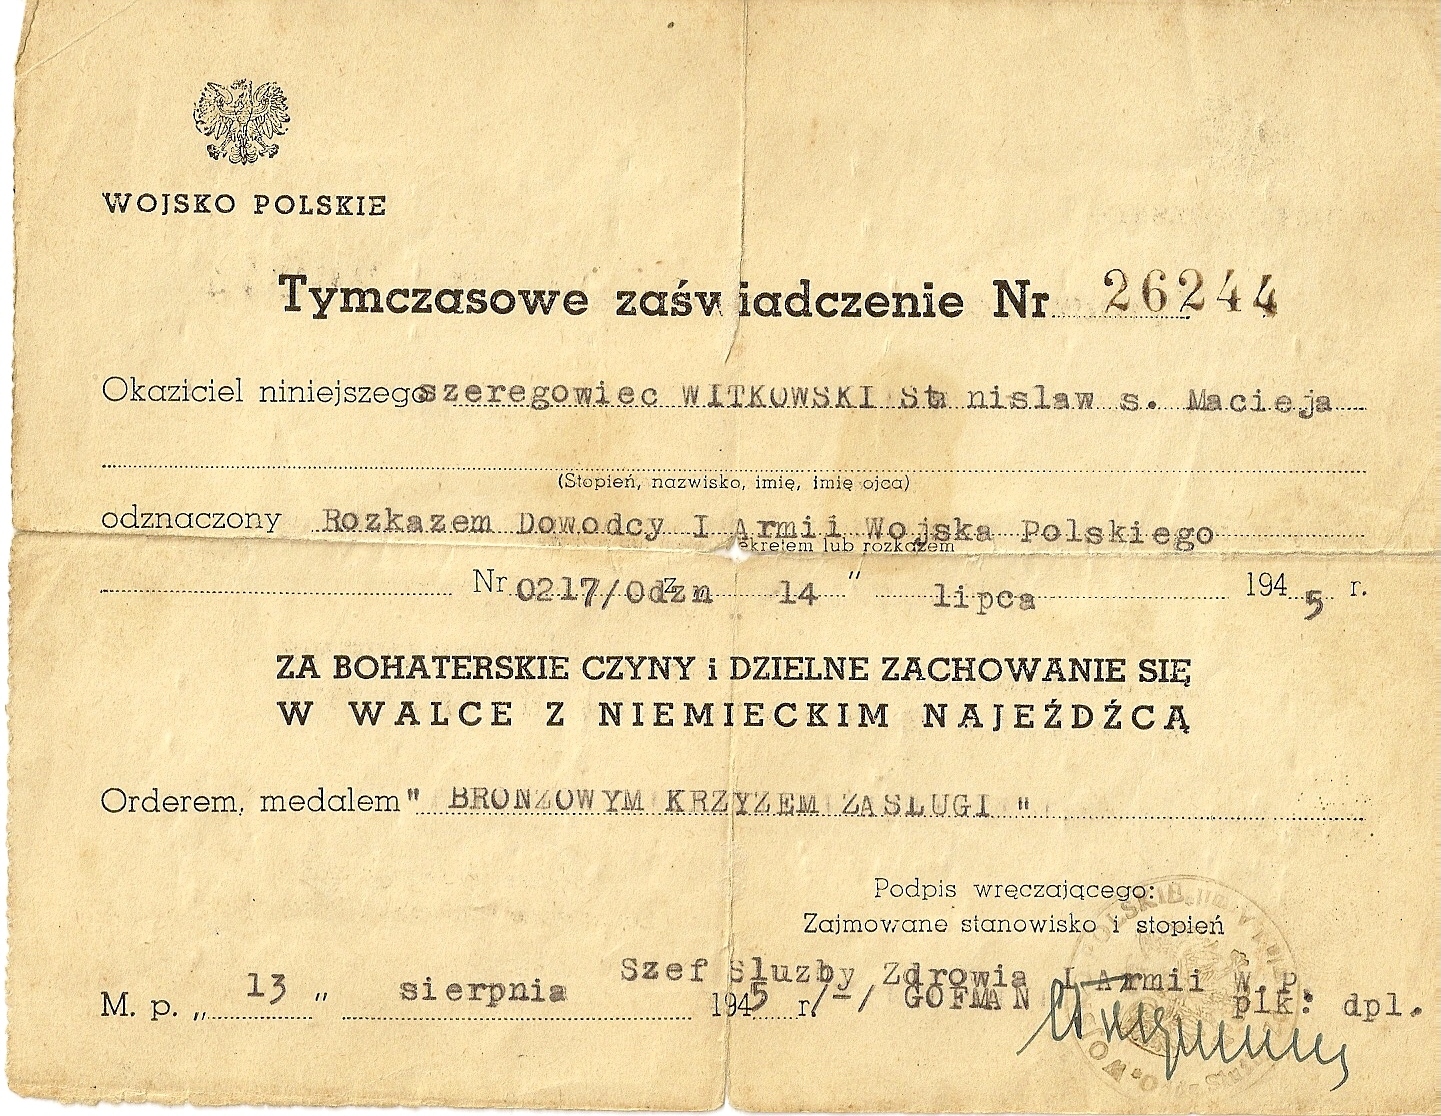 WOJSKO POLSKIE
Tymczasowe zaświadczenie Nr 26244
Okaziciel niniejszego szeregowiec WITKOWSKI Stanislaw s. Macieja
(Stopień, nazwisko, imię, imię ojca)
odznaczony Rozkazem Dowodcy I Armii Wojska Polskiego
ekretem lub rozkazem
Nr 0217/Odzn z 14 " lipca 1945 r.
ZA BOHATERSKIE CZYNY i DZIELNE ZACHOWANIE SIĘ
W WALCE Z NIEMIECKIM NAJEŹDŹCĄ
Orderem, medalem " BRONZOWYM KRZYZEM ZASLUGI "
Podpis wręczającego:
Zajmowane stanowisko i stopień
Szef Sluzby Zdrowia I Armii W.P.
M. p. „ 13 " sierpnia 1945 r. /-/ GOFMAN plk: dpl.